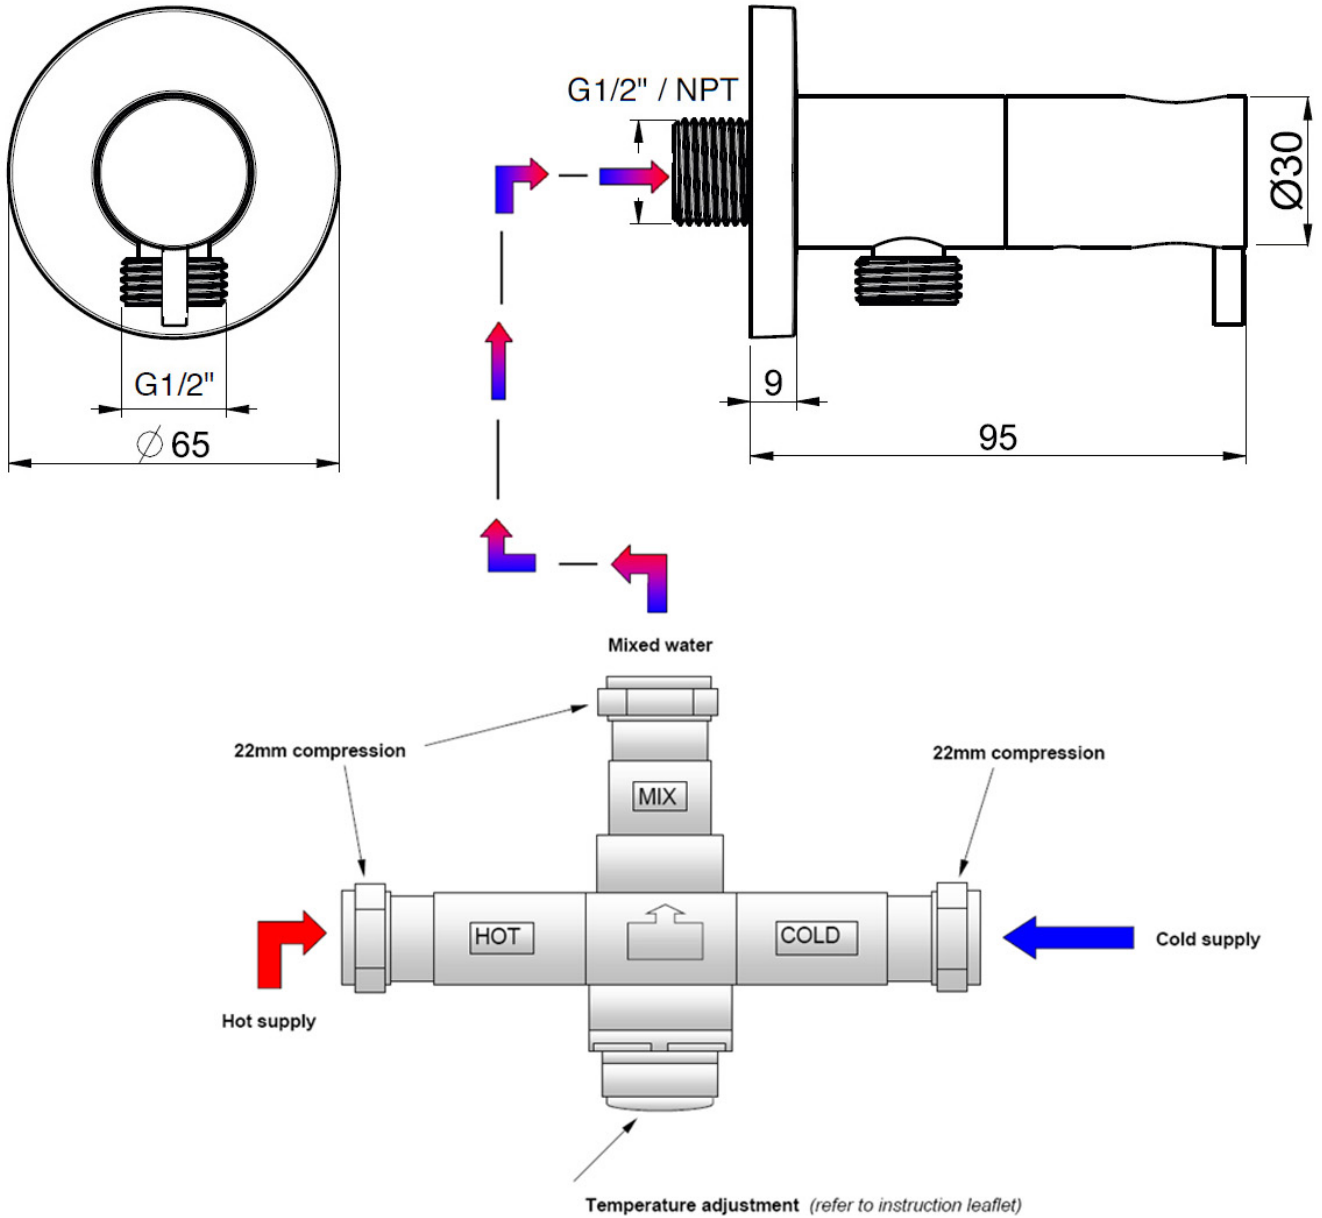 G1/2" / NPT
Ø30
G1/2"
9
∅ 65
95
Mixed water
22mm compression
22mm compression
MIX
HOT
COLD
Cold supply
Hot supply
Temperature adjustment (refer to instruction leaflet)